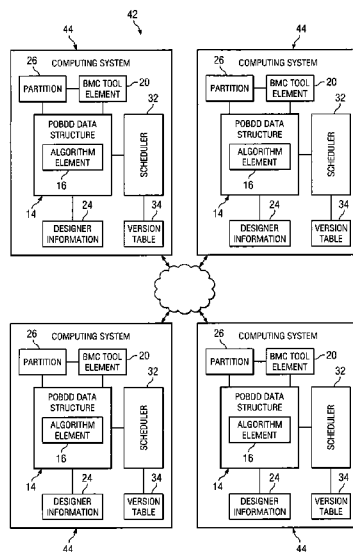 42
44
44
COMPUTING SYSTEM
26
20
PARTITION
BMC TOOL
ELEMENT
32
POBDD DATA
STRUCTURE
ALGORITHM
ELEMENT
SCHEDULER
16
24
34
14
DESIGNER
INFORMATION
VERSION
TABLE
COMPUTING SYSTEM
26
20
PARTITION
BMC TOOL
ELEMENT
32
POBDD DATA
STRUCTURE
ALGORITHM
ELEMENT
SCHEDULER
16
24
34
14
DESIGNER
INFORMATION
VERSION
TABLE
COMPUTING SYSTEM
26
20
PARTITION
BMC TOOL
ELEMENT
32
POBDD DATA
STRUCTURE
ALGORITHM
ELEMENT
SCHEDULER
16
24
34
14
DESIGNER
INFORMATION
VERSION
TABLE
44
COMPUTING SYSTEM
26
20
PARTITION
BMC TOOL
ELEMENT
32
POBDD DATA
STRUCTURE
ALGORITHM
ELEMENT
SCHEDULER
16
24
34
14
DESIGNER
INFORMATION
VERSION
TABLE
44